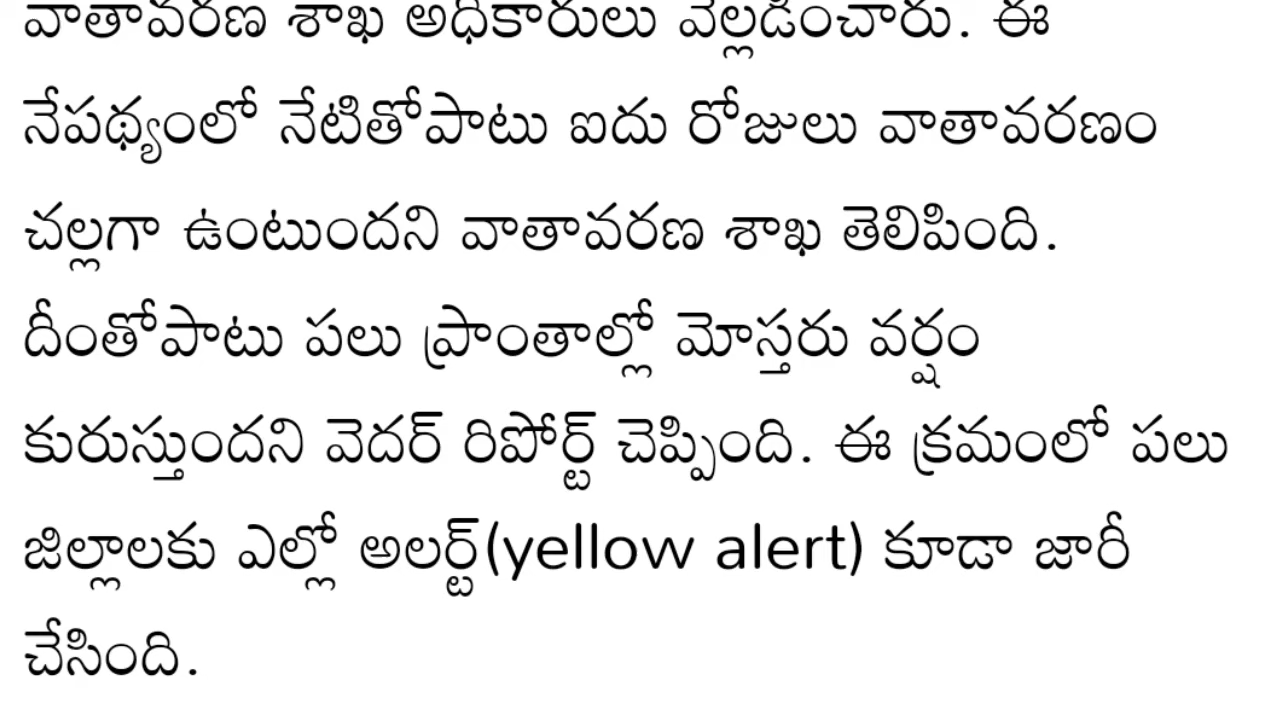 వాతావరణ శాఖ అధికారులు వెల్లడించారు. ఈ
నేపథ్యంలో నేటితోపాటు ఐదు రోజులు వాతావరణం
చల్లగా ఉంటుందని వాతావరణ శాఖ తెలిపింది.
దీంతోపాటు పలు ప్రాంతాల్లో మోస్తరు వర్షం
కురుస్తుందని వెదర్ రిపోర్ట్ చెప్పింది. ఈ క్రమంలో పలు
జిల్లాలకు ఎల్లో అలర్ట్(yellow alert) కూడా జారీ
చేసింది.